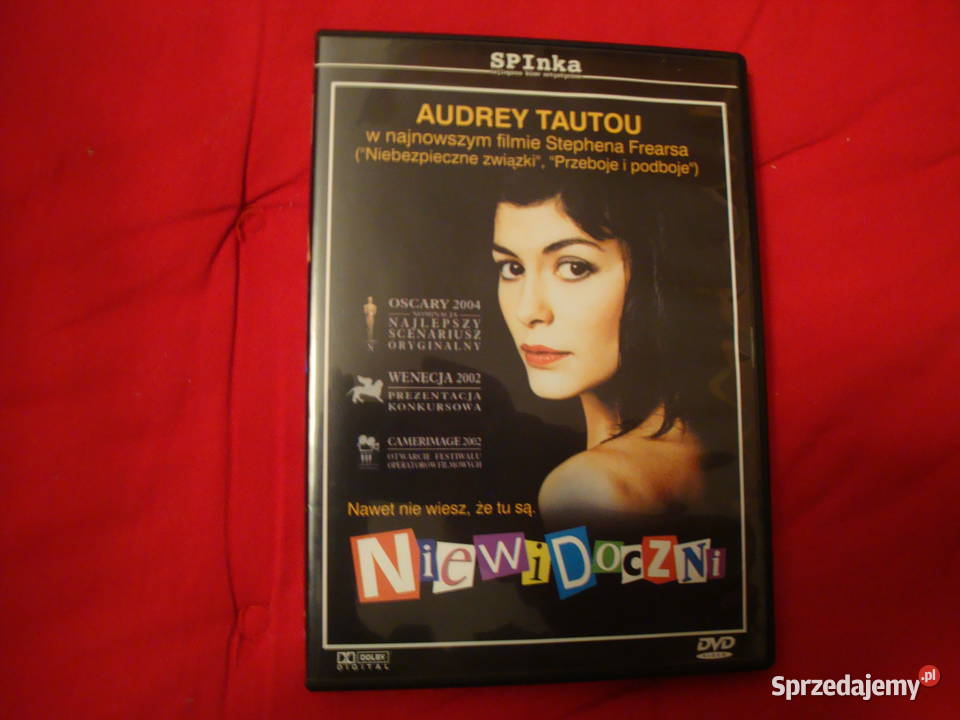 SPInka
AUDREY TAUTOU
w najnowszym filmie Stephena Frearsa
("Niebezpieczne związki", "Przeboje i podboje")
OSCARY 2004
NOMINACJA
NAJLEPSZY
SCENARIUSZ
ORYGINALNY
WENECJA 2002
PREZENTACJA
KONKURSOWA
CAMERIMAGE 2002
OTWARCIE FESTIWALU
OPERATORÓW FILMOWYCH
Nawet nie wiesz, że tu są.
NiewiDoczNi
DOLBY
DIGITAL
DVD
VIDEO
Sprzedajemy.pl